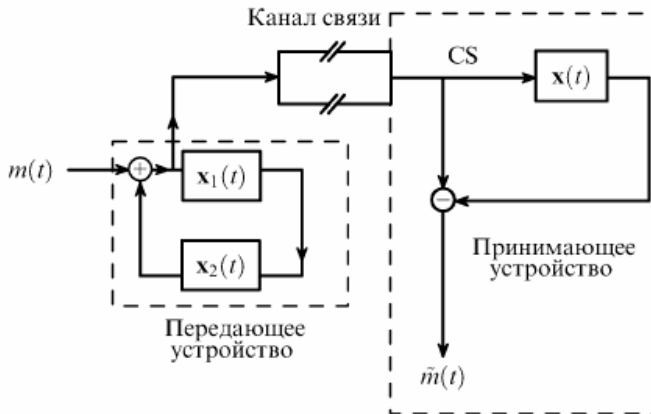 Канал связи
CS
x(t)
m(t)
+
x₁(t)
−
x₂(t)
Принимающее
устройство
Передающее
устройство
m̃(t)